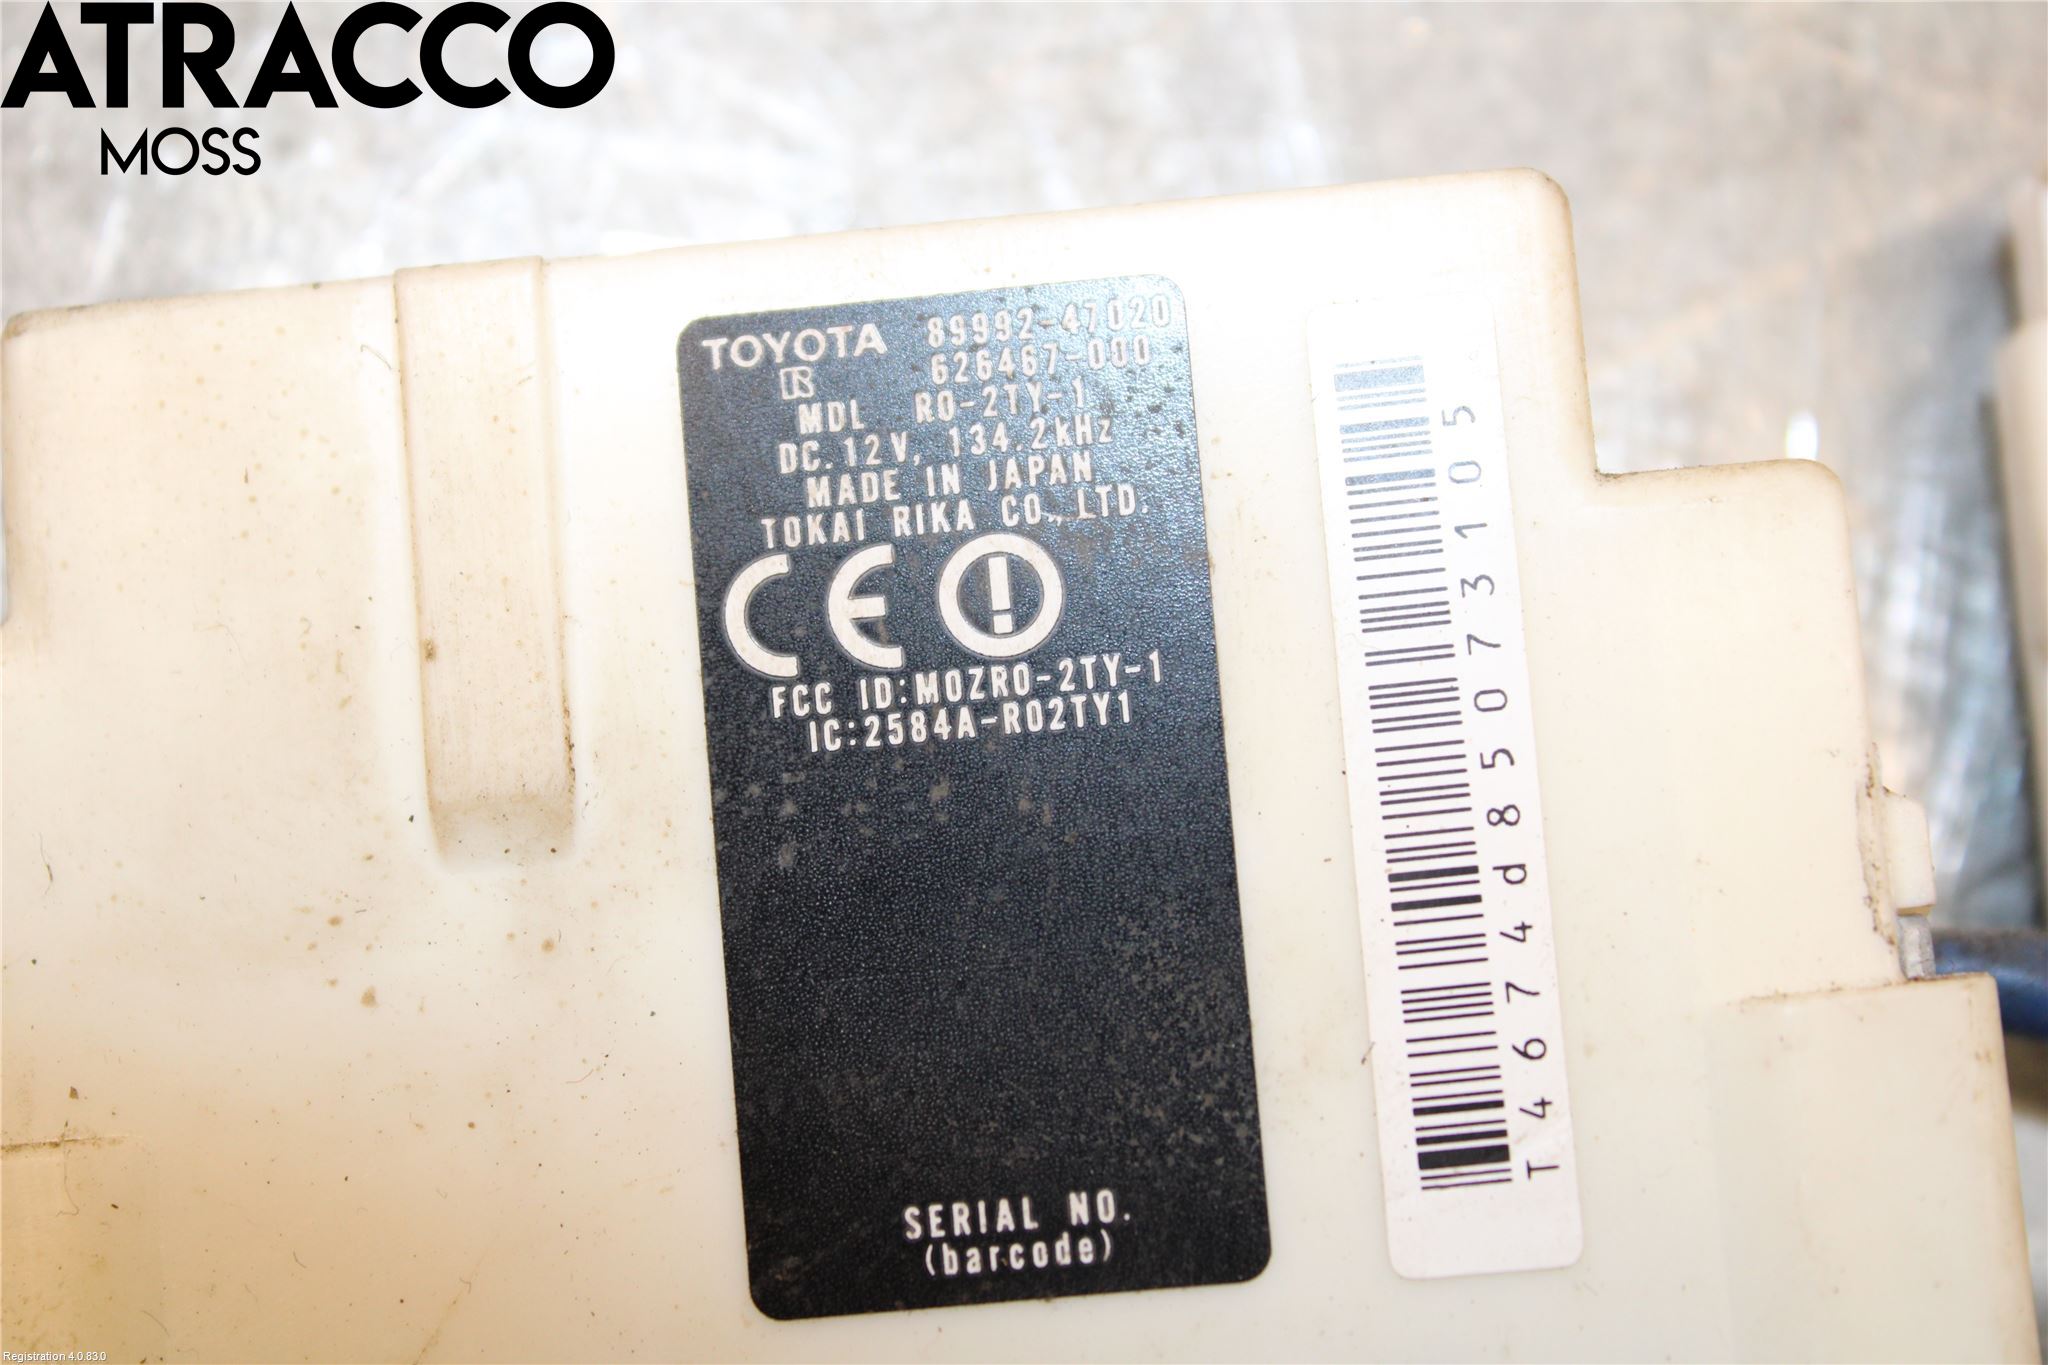 ATRACCO
MOSS
TOYOTA 89992-47020
R 626467-000
MDL RO-2TY-1
DC.12V, 134.2kHz
MADE IN JAPAN
TOKAI RIKA CO.,LTD.
CE
FCC ID:MOZRO-2TY-1
IC:2584A-RO2TY1
SERIAL NO.
(barcode)
T4674d85073105
Registration 4.0.83.0